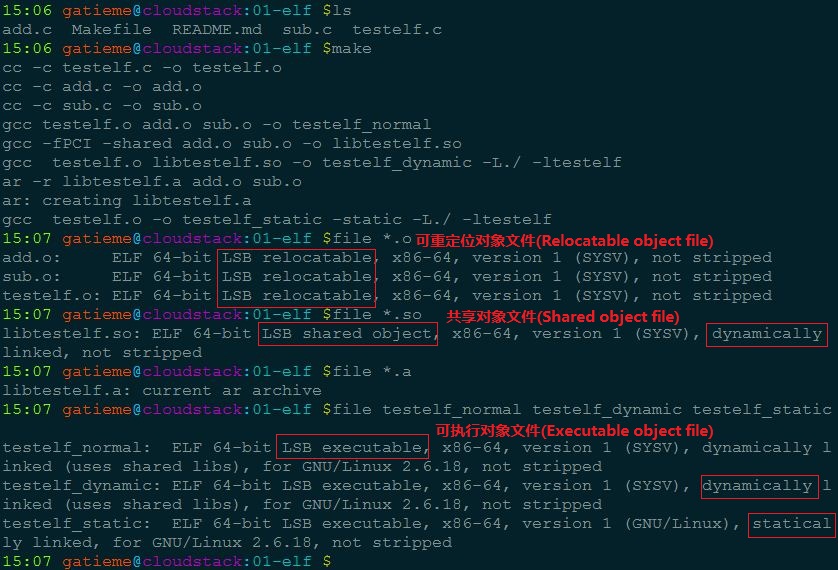 15:06 gatieme@cloudstack:01-elf $ls
add.c  Makefile  README.md  sub.c  testelf.c
15:06 gatieme@cloudstack:01-elf $make
cc -c testelf.c -o testelf.o
cc -c add.c -o add.o
cc -c sub.c -o sub.o
gcc testelf.o add.o sub.o -o testelf_normal
gcc -fPCI -shared add.o sub.o -o libtestelf.so
gcc  testelf.o libtestelf.so -o testelf_dynamic -L./ -ltestelf
ar -r libtestelf.a add.o sub.o
ar: creating libtestelf.a
gcc  testelf.o -o testelf_static -static -L./ -ltestelf
15:07 gatieme@cloudstack:01-elf $file *.o 可重定位对象文件(Relocatable object file)
add.o:     ELF 64-bit LSB relocatable, x86-64, version 1 (SYSV), not stripped
sub.o:     ELF 64-bit LSB relocatable, x86-64, version 1 (SYSV), not stripped
testelf.o: ELF 64-bit LSB relocatable, x86-64, version 1 (SYSV), not stripped
15:07 gatieme@cloudstack:01-elf $file *.so 共享对象文件(Shared object file)
libtestelf.so: ELF 64-bit LSB shared object, x86-64, version 1 (SYSV), dynamically
linked, not stripped
15:07 gatieme@cloudstack:01-elf $file *.a
libtestelf.a: current ar archive
15:07 gatieme@cloudstack:01-elf $file testelf_normal testelf_dynamic testelf_static
可执行对象文件(Executable object file)
testelf_normal:  ELF 64-bit LSB executable, x86-64, version 1 (SYSV), dynamically l
inked (uses shared libs), for GNU/Linux 2.6.18, not stripped
testelf_dynamic: ELF 64-bit LSB executable, x86-64, version 1 (SYSV), dynamically l
inked (uses shared libs), for GNU/Linux 2.6.18, not stripped
testelf_static:  ELF 64-bit LSB executable, x86-64, version 1 (GNU/Linux), statical
ly linked, for GNU/Linux 2.6.18, not stripped
15:07 gatieme@cloudstack:01-elf $